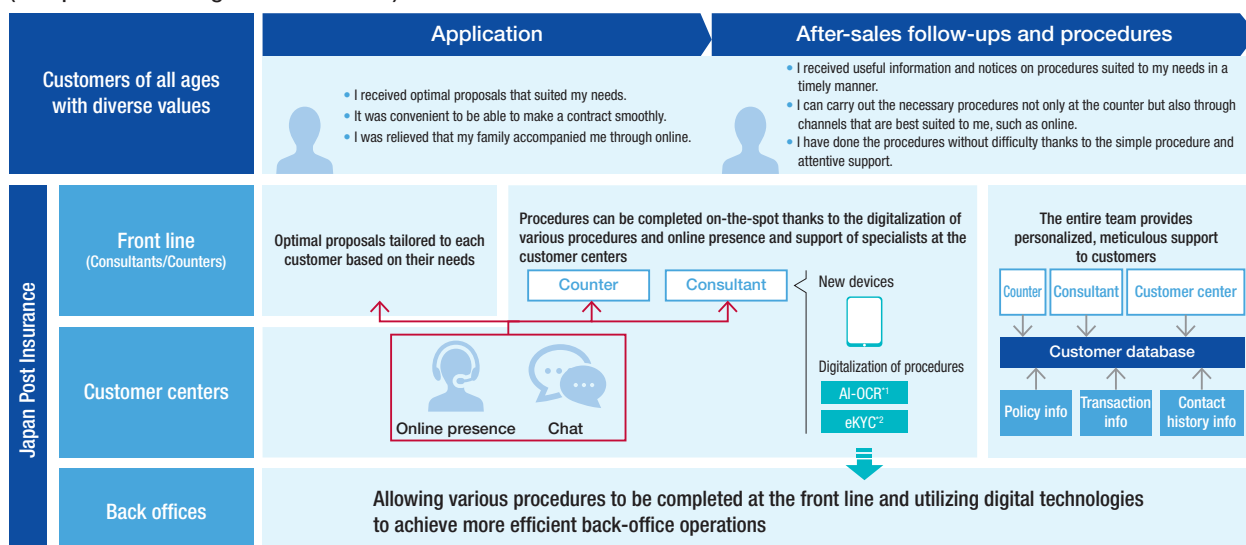 Customers of all ages
with diverse values
Application
• I received optimal proposals that suited my needs.
• It was convenient to be able to make a contract smoothly.
• I was relieved that my family accompanied me through online.
After-sales follow-ups and procedures
• I received useful information and notices on procedures suited to my needs in a
timely manner.
• I can carry out the necessary procedures not only at the counter but also through
channels that are best suited to me, such as online.
• I have done the procedures without difficulty thanks to the simple procedure and
attentive support.
Japan Post Insurance
Front line
(Consultants/Counters)
Optimal proposals tailored to each
customer based on their needs
Procedures can be completed on-the-spot thanks to the digitalization of
various procedures and online presence and support of specialists at the
customer centers
Counter
Consultant
New devices
Digitalization of procedures
AI-OCR*1
eKYC*2
The entire team provides
personalized, meticulous support
to customers
Counter
Consultant
Customer center
Customer database
Policy info
Transaction
info
Contact
history info
Customer centers
Online presence
Chat
Back offices
Allowing various procedures to be completed at the front line and utilizing digital technologies
to achieve more efficient back-office operations